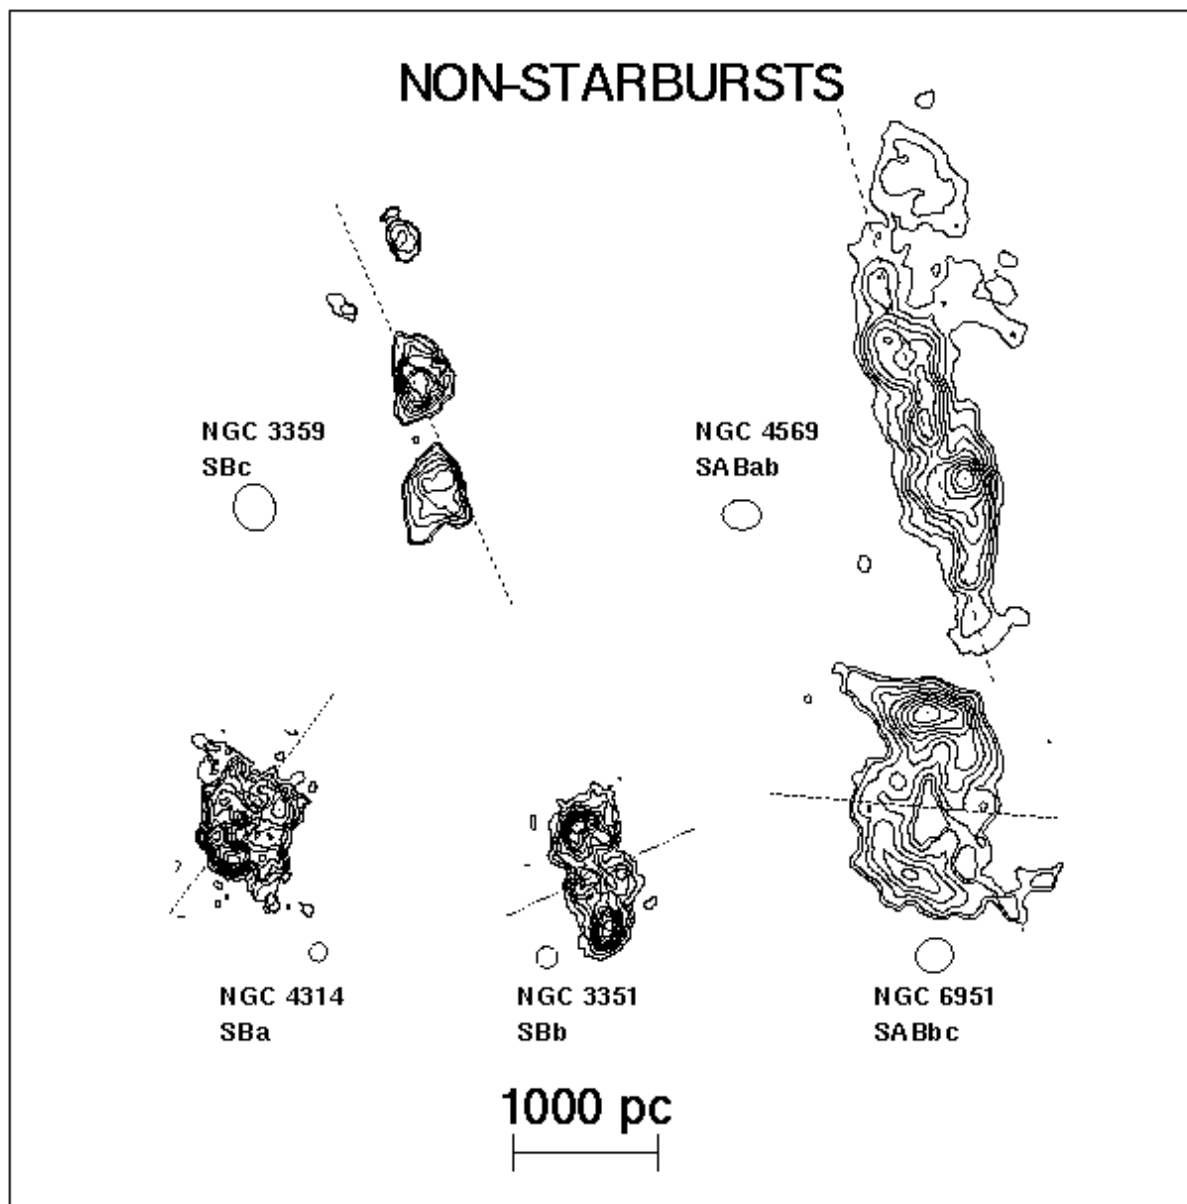 NON-STARBURSTS
NGC 3359
SBc
NGC 4569
SABab
NGC 4314
SBa
NGC 3351
SBb
NGC 6951
SABbc
1000 pc